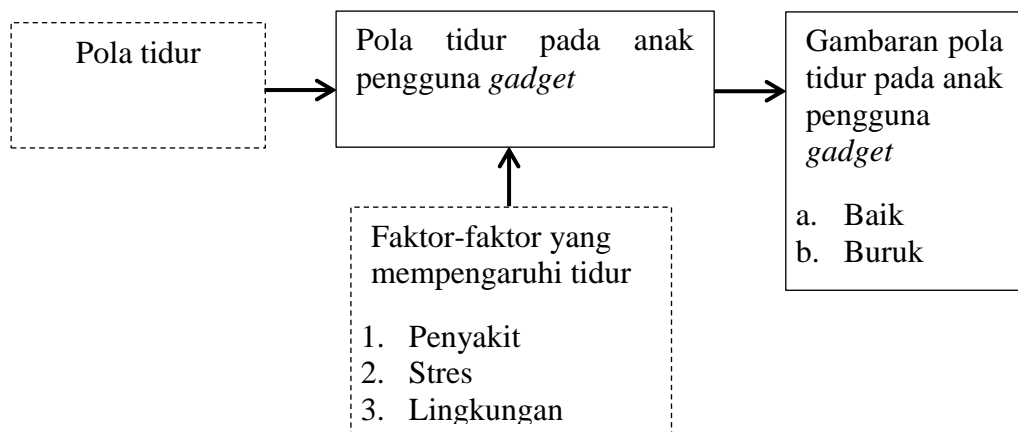 Pola tidur
Pola tidur pada anak
pengguna gadget
Gambaran pola
tidur pada anak
pengguna
gadget
a. Baik
b. Buruk
Faktor-faktor yang
mempengaruhi tidur
1. Penyakit
2. Stres
3. Lingkungan